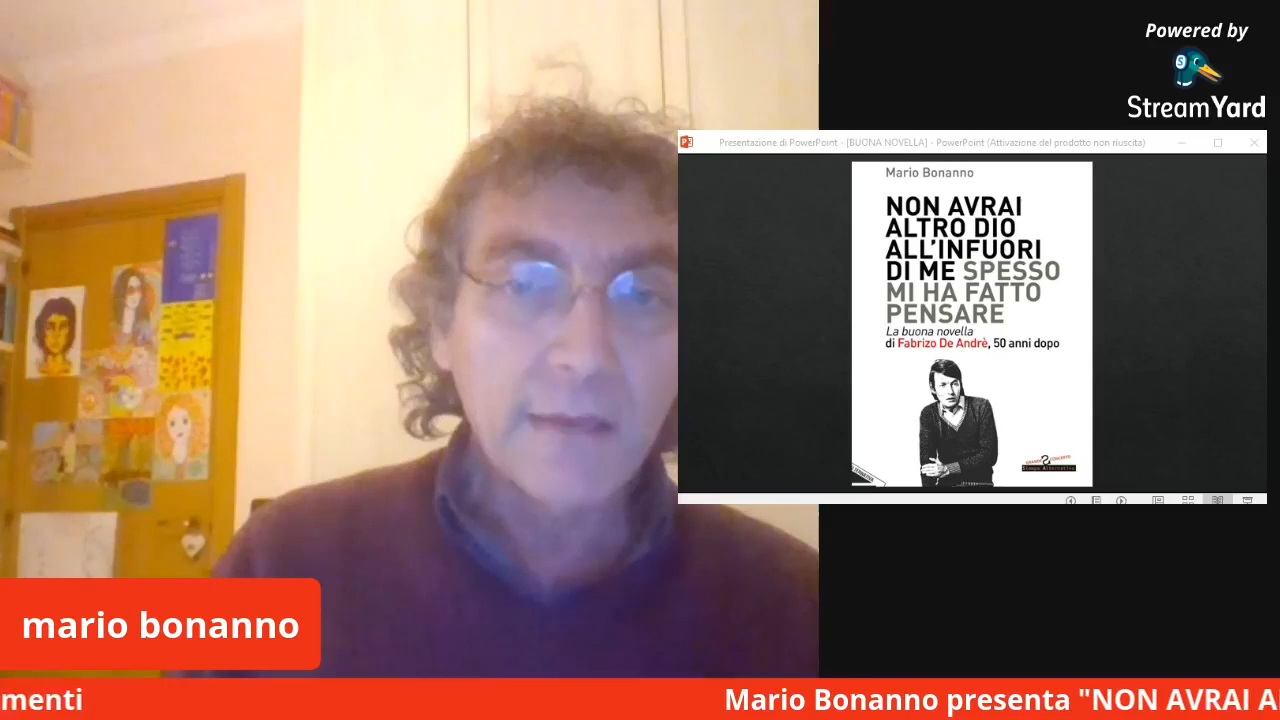 Powered by
StreamYard
Presentazione di PowerPoint - [BUONA NOVELLA] - PowerPoint (Attivazione del prodotto non riuscita)
Mario Bonanno
NON AVRAI
ALTRO DIO
ALL'INFUORI
DI ME SPESSO
MI HA FATTO
PENSARE
La buona novella
di Fabrizo De Andrè, 50 anni dopo
Stampa Alternativa
mario bonanno
menti
Mario Bonanno presenta "NON AVRAI A